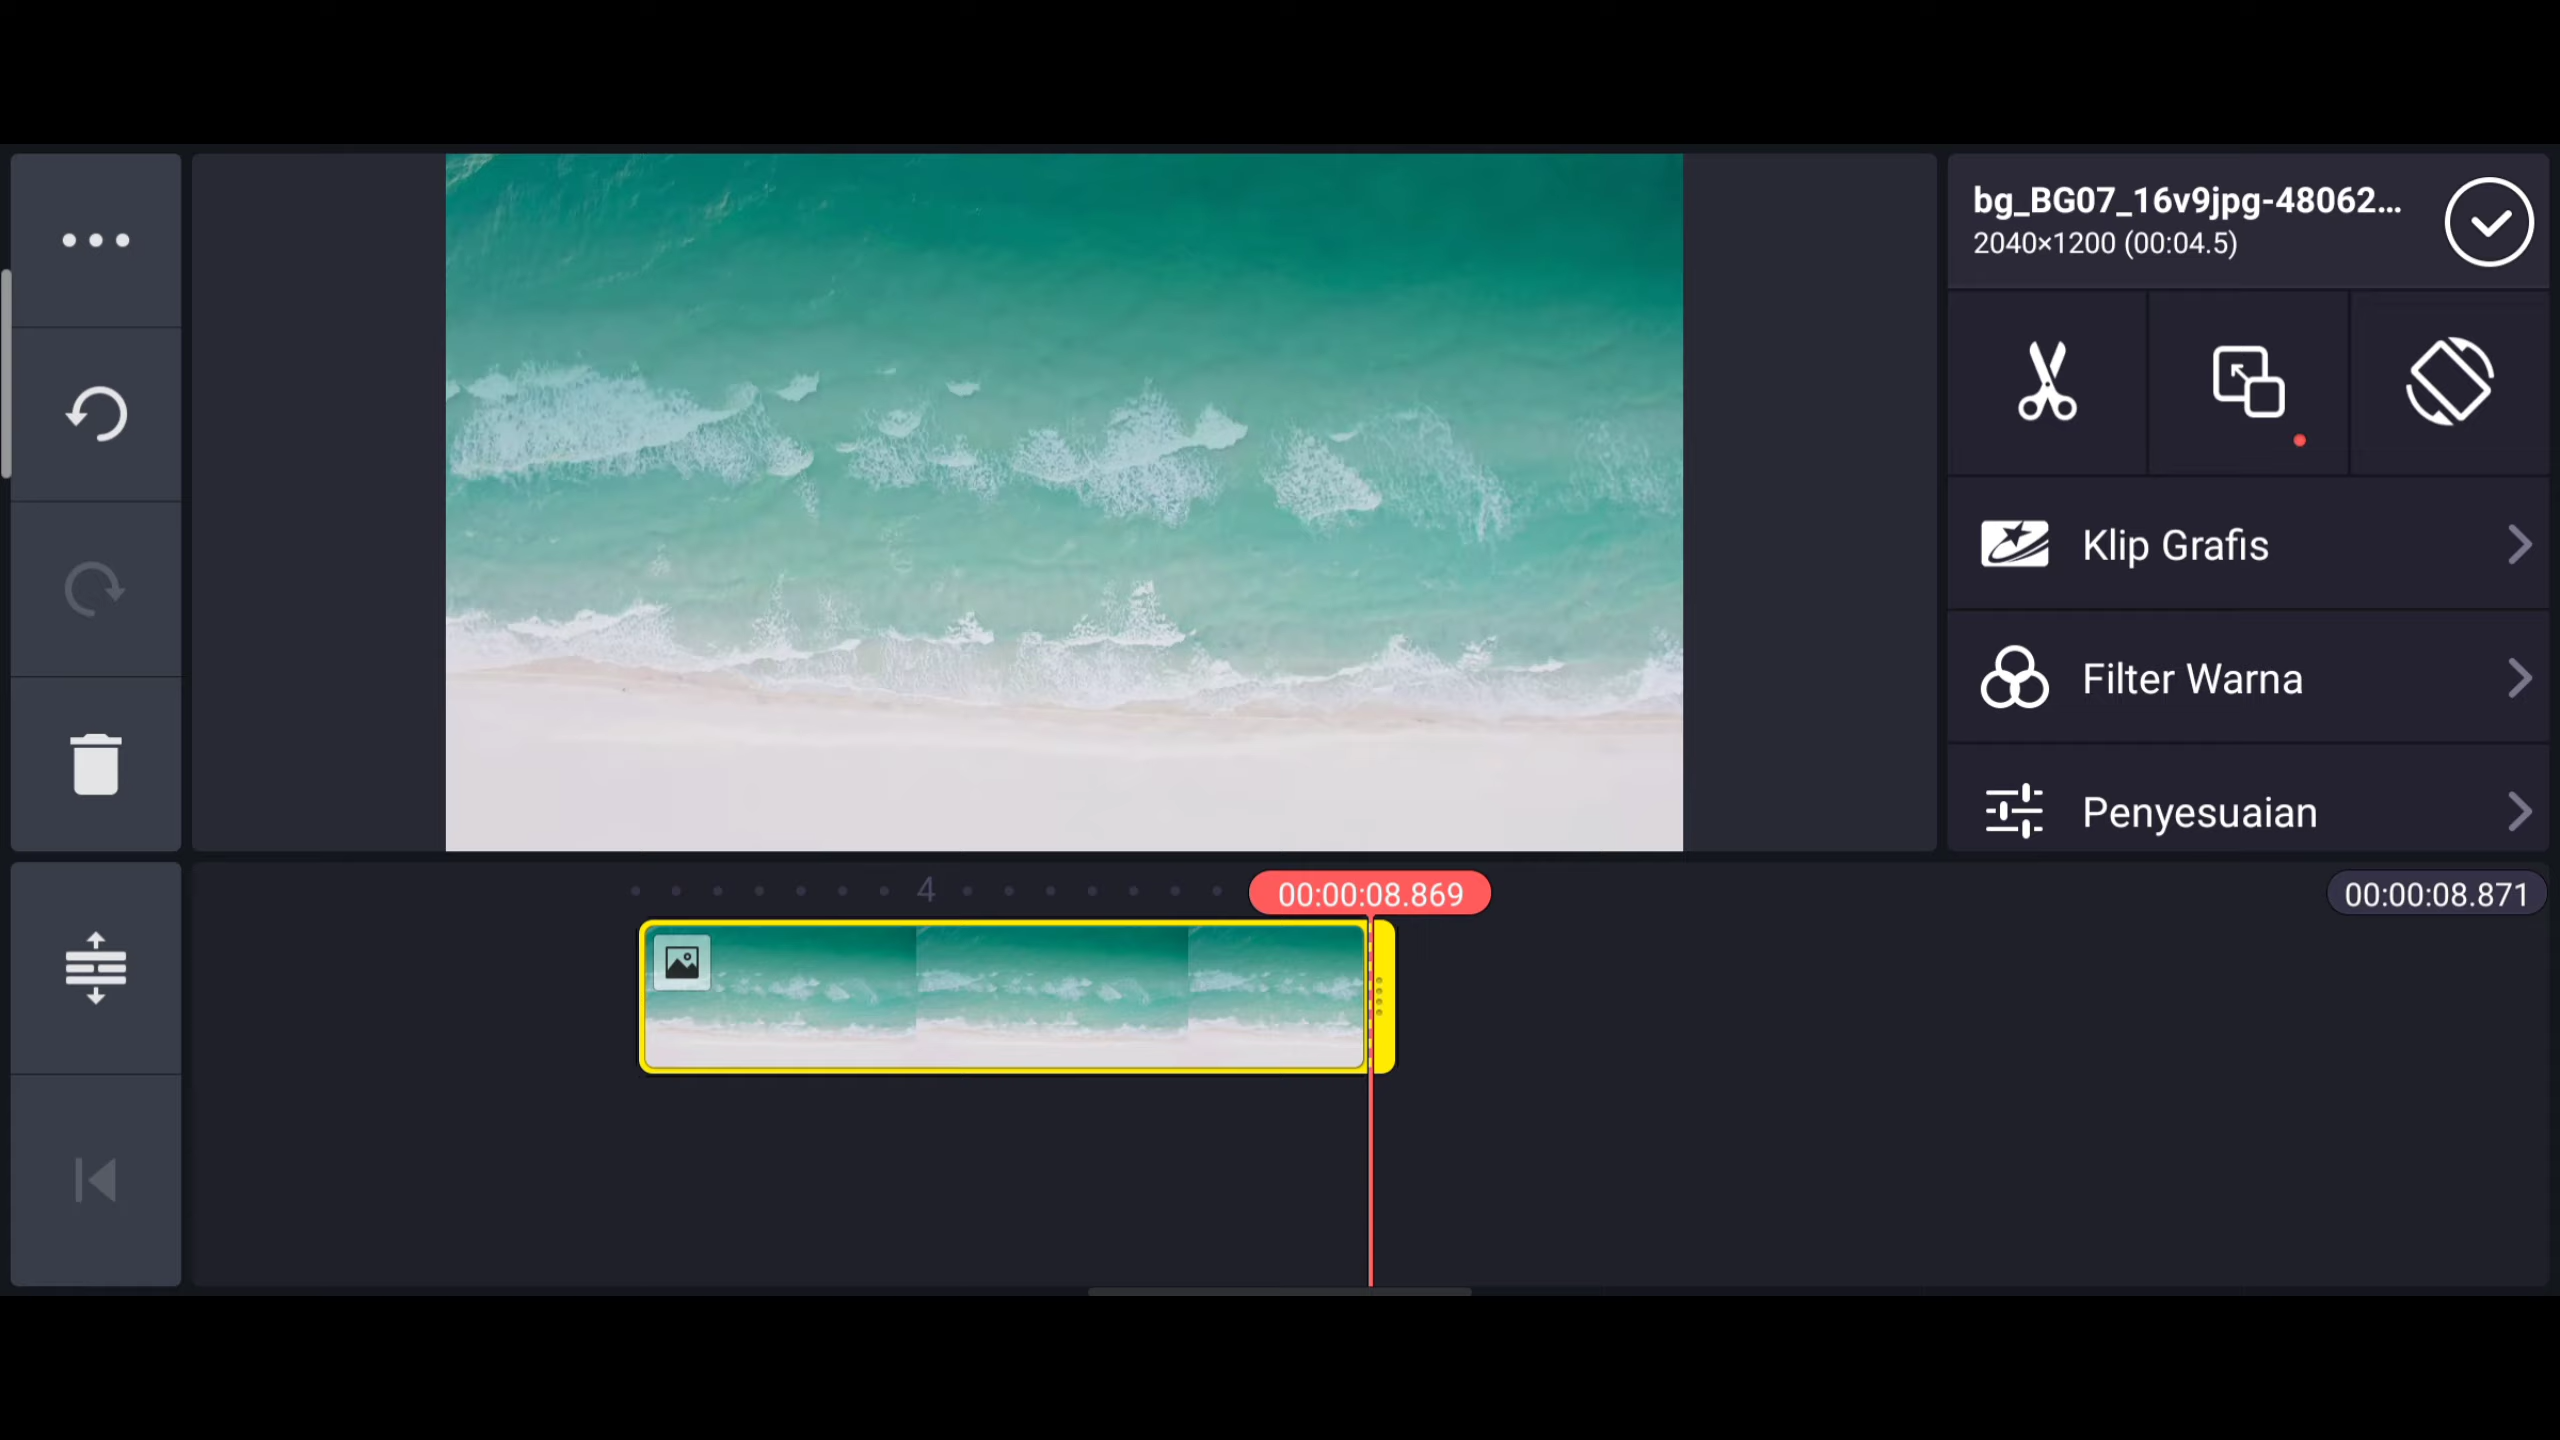 bg_BG07_16v9jpg-48062...
2040×1200 (00:04.5)
Klip Grafis
Filter Warna
Penyesuaian
4
00:00:08.869
00:00:08.871